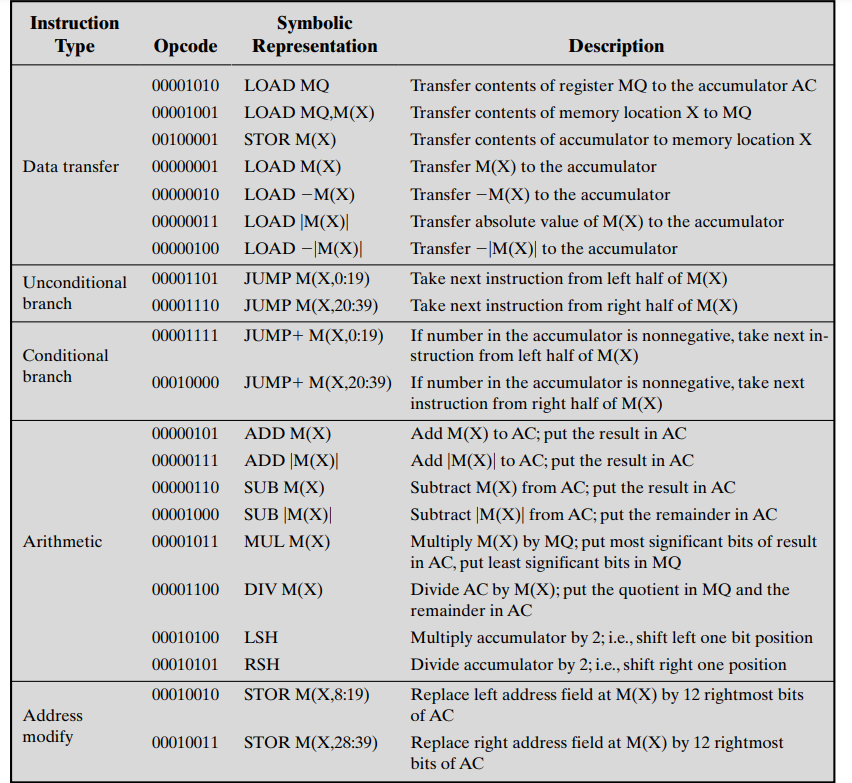 Instruction Type Opcode Symbolic Representation Description
Data transfer
00001010 LOAD MQ Transfer contents of register MQ to the accumulator AC
00001001 LOAD MQ,M(X) Transfer contents of memory location X to MQ
00100001 STOR M(X) Transfer contents of accumulator to memory location X
00000001 LOAD M(X) Transfer M(X) to the accumulator
00000010 LOAD −M(X) Transfer −M(X) to the accumulator
00000011 LOAD |M(X)| Transfer absolute value of M(X) to the accumulator
00000100 LOAD −|M(X)| Transfer −|M(X)| to the accumulator
Unconditional
branch
00001101 JUMP M(X,0:19) Take next instruction from left half of M(X)
00001110 JUMP M(X,20:39) Take next instruction from right half of M(X)
Conditional
branch
00001111 JUMP+ M(X,0:19) If number in the accumulator is nonnegative, take next in-
struction from left half of M(X)
00010000 JUMP+ M(X,20:39) If number in the accumulator is nonnegative, take next
instruction from right half of M(X)
Arithmetic
00000101 ADD M(X) Add M(X) to AC; put the result in AC
00000111 ADD |M(X)| Add |M(X)| to AC; put the result in AC
00000110 SUB M(X) Subtract M(X) from AC; put the result in AC
00001000 SUB |M(X)| Subtract |M(X)| from AC; put the remainder in AC
00001011 MUL M(X) Multiply M(X) by MQ; put most significant bits of result
in AC, put least significant bits in MQ
00001100 DIV M(X) Divide AC by M(X); put the quotient in MQ and the
remainder in AC
00010100 LSH Multiply accumulator by 2; i.e., shift left one bit position
00010101 RSH Divide accumulator by 2; i.e., shift right one position
Address
modify
00010010 STOR M(X,8:19) Replace left address field at M(X) by 12 rightmost bits
of AC
00010011 STOR M(X,28:39) Replace right address field at M(X) by 12 rightmost
bits of AC